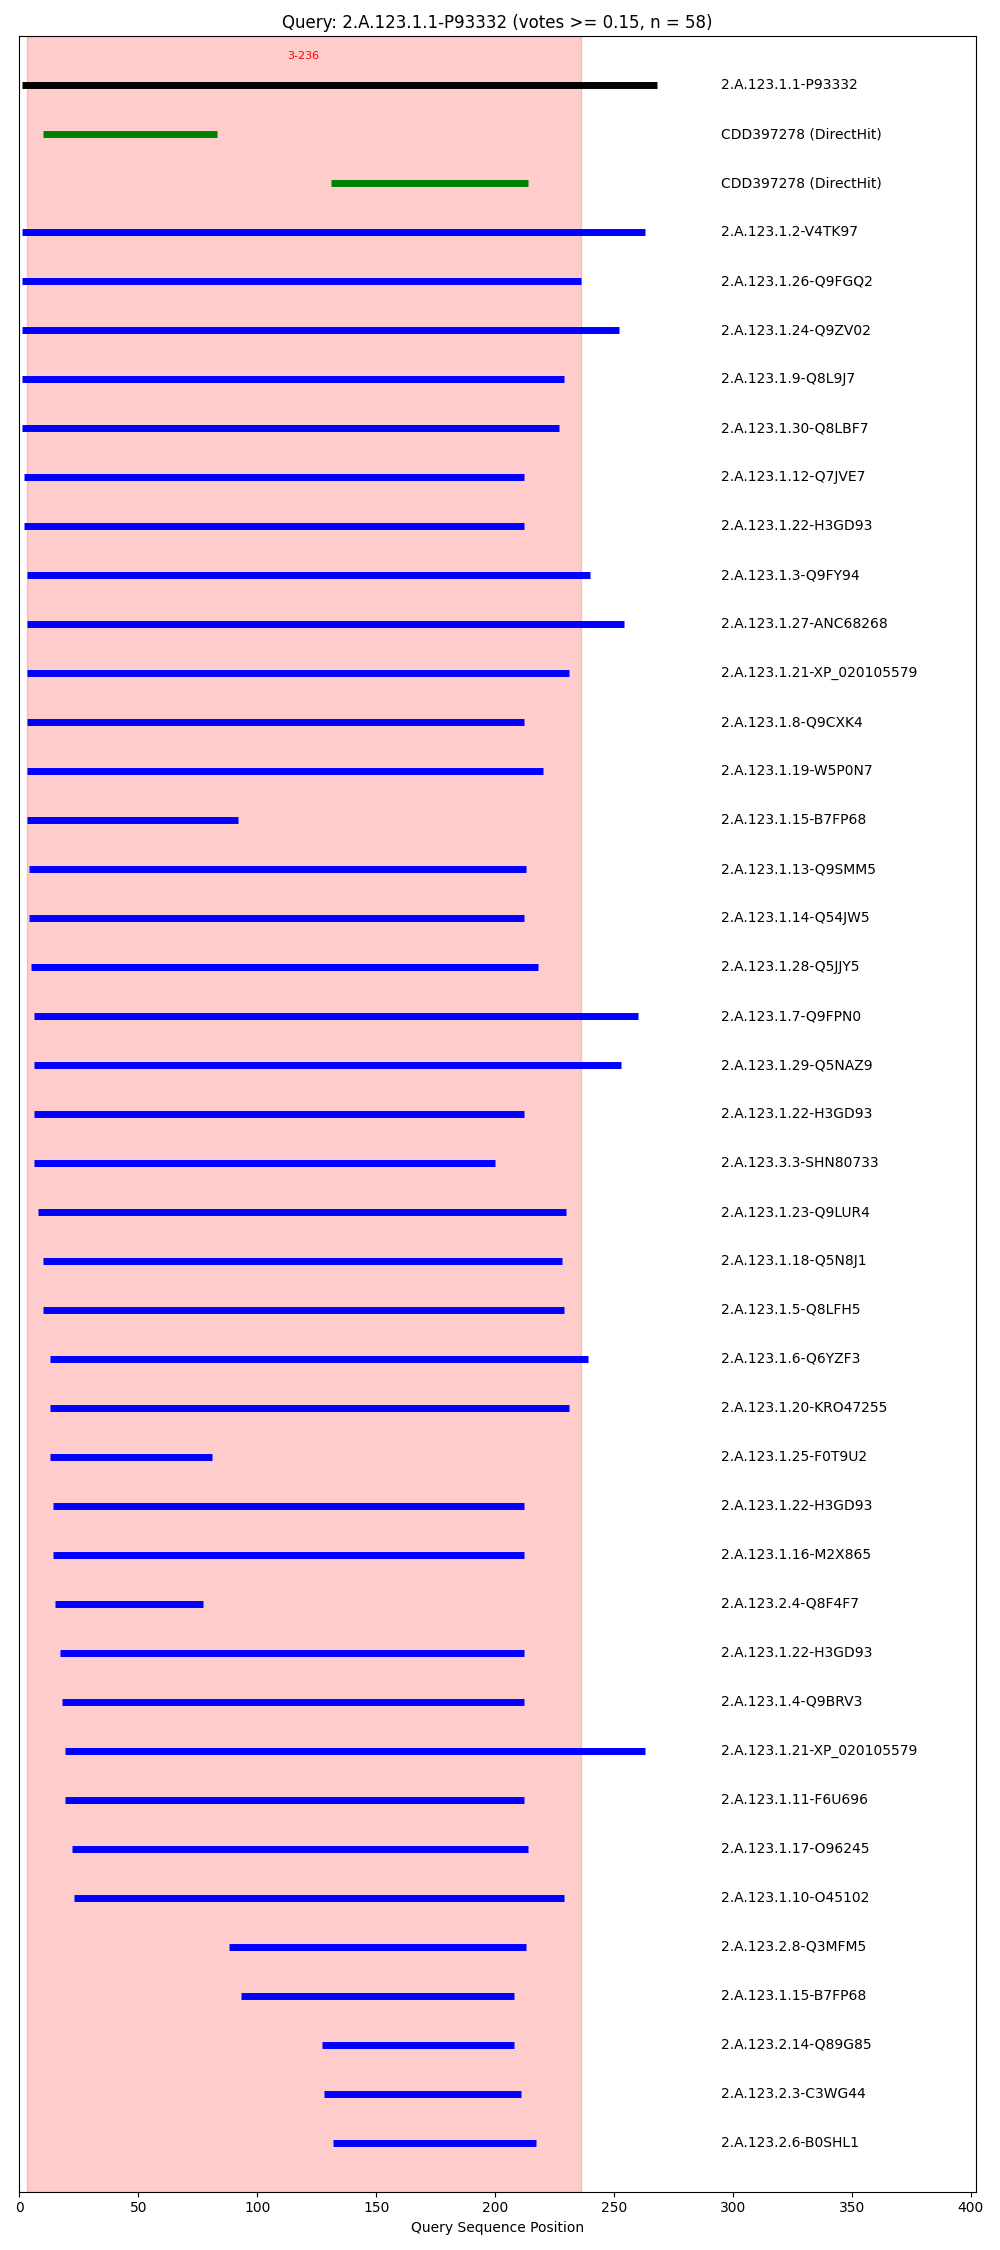 Query: 2.A.123.1.1-P93332 (votes >= 0.15, n = 58)
3-236
2.A.123.1.1-P93332
CDD397278 (DirectHit)
CDD397278 (DirectHit)
2.A.123.1.2-V4TK97
2.A.123.1.26-Q9FGQ2
2.A.123.1.24-Q9ZV02
2.A.123.1.9-Q8L9J7
2.A.123.1.30-Q8LBF7
2.A.123.1.12-Q7JVE7
2.A.123.1.22-H3GD93
2.A.123.1.3-Q9FY94
2.A.123.1.27-ANC68268
2.A.123.1.21-XP_020105579
2.A.123.1.8-Q9CXK4
2.A.123.1.19-W5P0N7
2.A.123.1.15-B7FP68
2.A.123.1.13-Q9SMM5
2.A.123.1.14-Q54JW5
2.A.123.1.28-Q5JJY5
2.A.123.1.7-Q9FPN0
2.A.123.1.29-Q5NAZ9
2.A.123.1.22-H3GD93
2.A.123.3.3-SHN80733
2.A.123.1.23-Q9LUR4
2.A.123.1.18-Q5N8J1
2.A.123.1.5-Q8LFH5
2.A.123.1.6-Q6YZF3
2.A.123.1.20-KRO47255
2.A.123.1.25-F0T9U2
2.A.123.1.22-H3GD93
2.A.123.1.16-M2X865
2.A.123.2.4-Q8F4F7
2.A.123.1.22-H3GD93
2.A.123.1.4-Q9BRV3
2.A.123.1.21-XP_020105579
2.A.123.1.11-F6U696
2.A.123.1.17-O96245
2.A.123.1.10-O45102
2.A.123.2.8-Q3MFM5
2.A.123.1.15-B7FP68
2.A.123.2.14-Q89G85
2.A.123.2.3-C3WG44
2.A.123.2.6-B0SHL1
0 50 100 150 200 250 300 350 400
Query Sequence Position